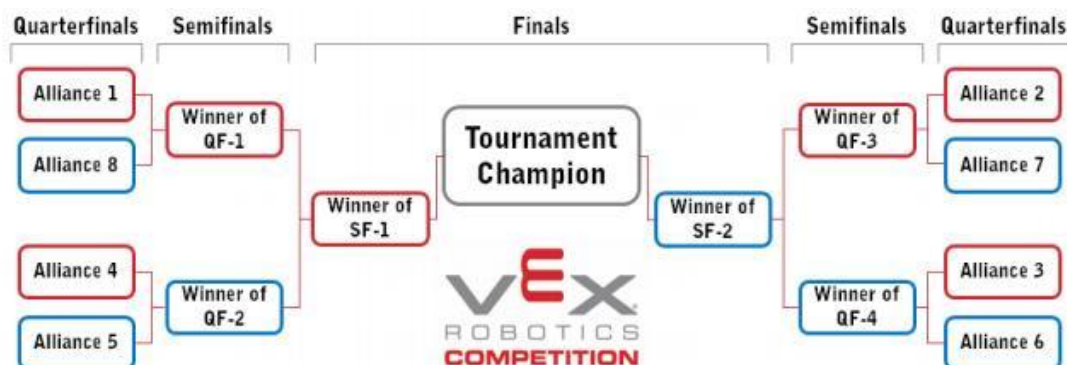 Quarterfinals Semifinals Finals Semifinals Quarterfinals
Alliance 1
Alliance 8
Alliance 4
Alliance 5
Winner of
QF-1
Winner of
QF-2
Winner of
SF-1
Tournament
Champion
Winner of
SF-2
Winner of
QF-3
Winner of
QF-4
Alliance 2
Alliance 7
Alliance 3
Alliance 6
VEX
ROBOTICS
COMPETITION